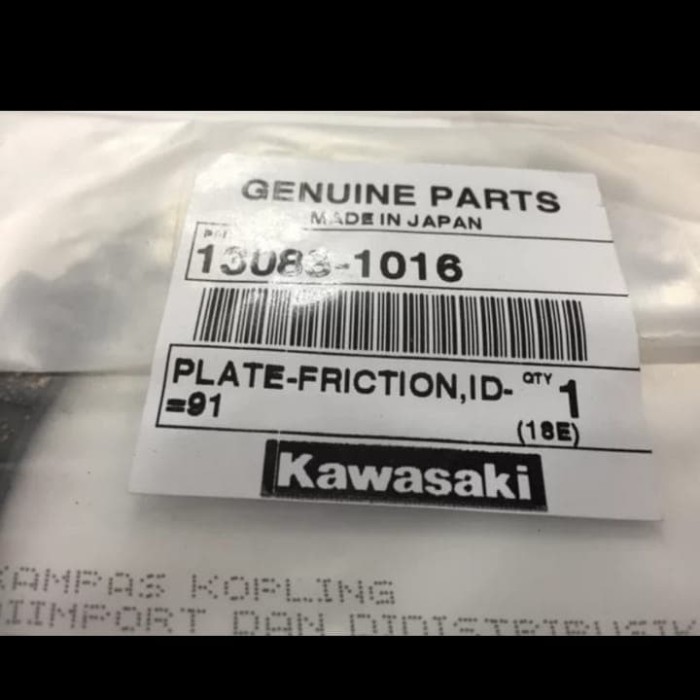 GENUINE PARTS
MADE IN JAPAN
13083-1016
PLATE-FRICTION,ID- QTY 1
=91
(18E)
Kawasaki
KAMPAS KOPLING
DIIMPORT DAN